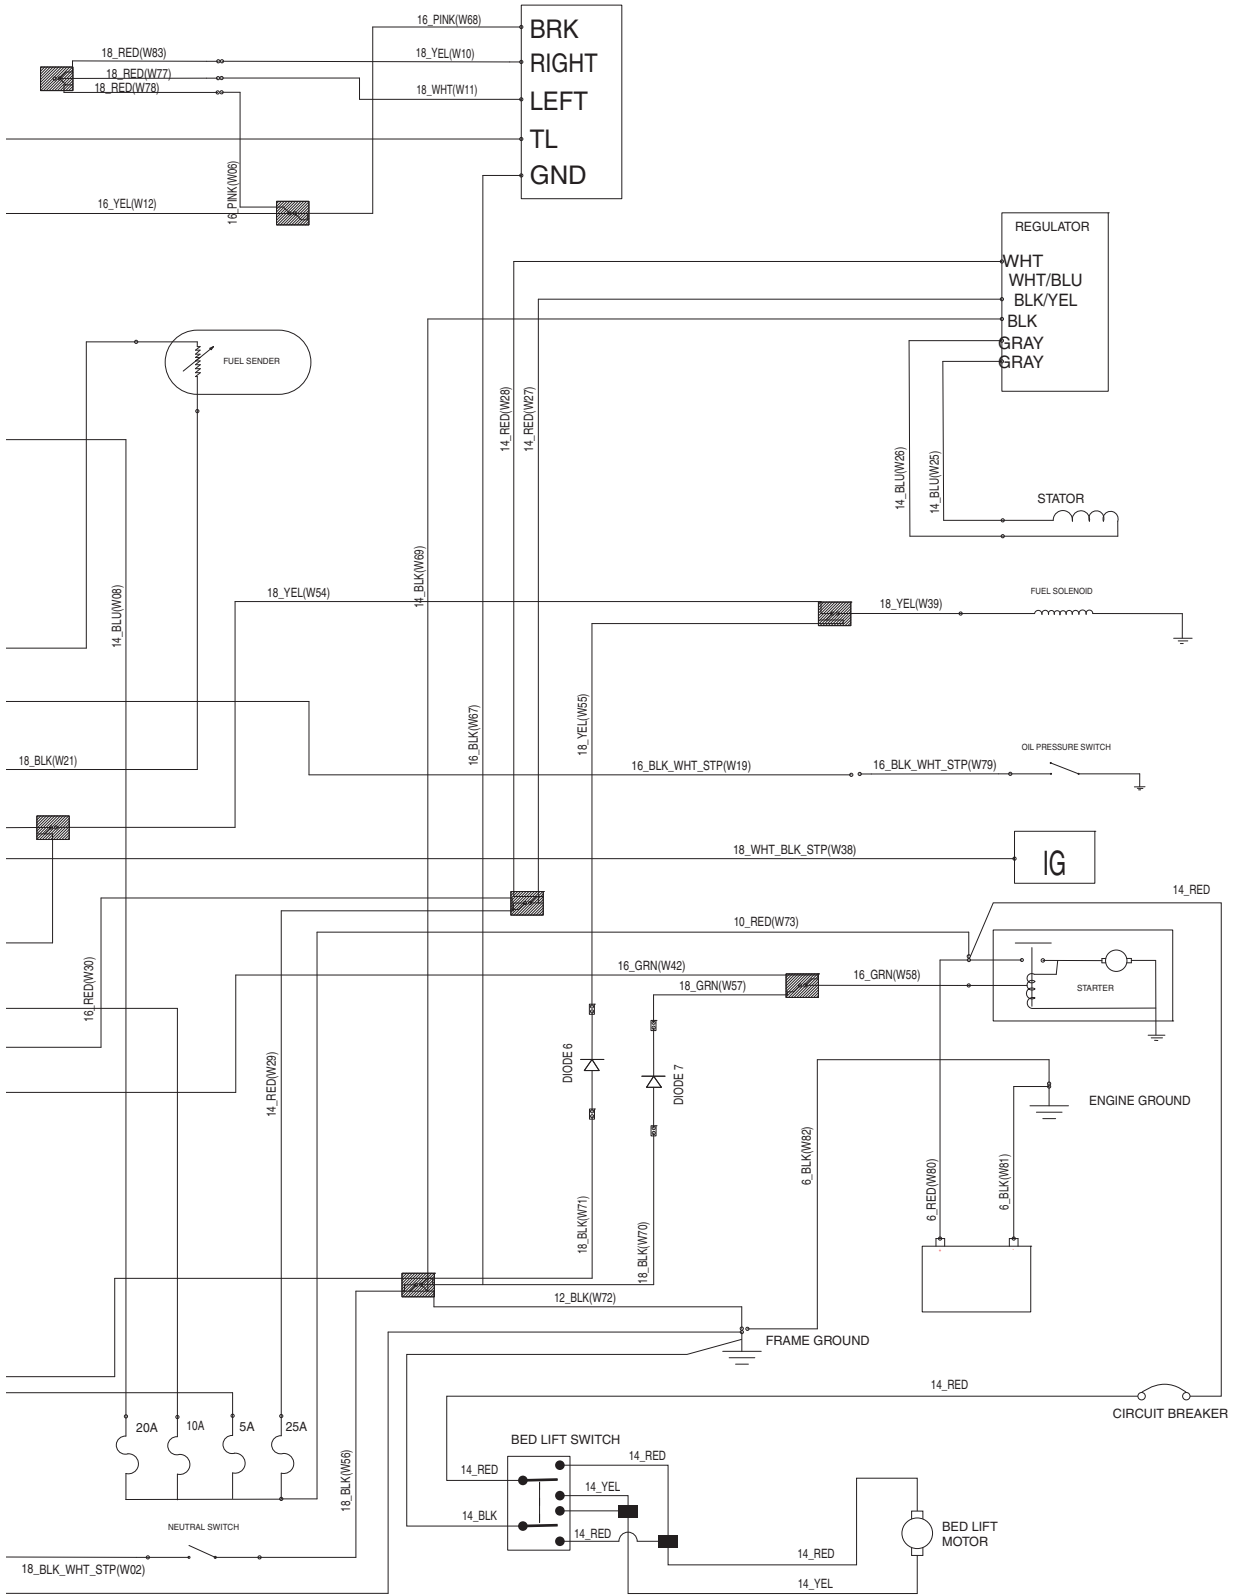 16_PINK(W68)
BRK
18_RED(W83)
18_YEL(W10)
RIGHT
18_RED(W77)
18_RED(W78)
18_WHT(W11)
LEFT
TL
GND
16_PINK(W06)
16_YEL(W12)
REGULATOR
WHT
WHT/BLU
BLK/YEL
BLK
GRAY
GRAY
FUEL SENDER
14_RED(W28)
14_RED(W27)
14_BLU(W26)
14_BLU(W25)
STATOR
14_BLK(W69)
14_BLU(W08)
18_YEL(W54)
18_YEL(W39)
FUEL SOLENOID
16_BLK(W67)
18_YEL(W55)
18_BLK(W21)
16_BLK_WHT_STP(W19)
16_BLK_WHT_STP(W79)
OIL PRESSURE SWITCH
18_WHT_BLK_STP(W38)
IG
14_RED
10_RED(W73)
16_RED(W30)
16_GRN(W42)
18_GRN(W57)
16_GRN(W58)
STARTER
14_RED(W29)
DIODE 6
DIODE 7
ENGINE GROUND
6_BLK(W82)
6_RED(W80)
6_BLK(W81)
18_BLK(W71)
18_BLK(W70)
12_BLK(W72)
FRAME GROUND
14_RED
CIRCUIT BREAKER
20A
10A
5A
25A
18_BLK(W56)
BED LIFT SWITCH
14_RED
14_RED
14_YEL
14_BLK
14_RED
NEUTRAL SWITCH
18_BLK_WHT_STP(W02)
14_RED
BED LIFT
MOTOR
14_YEL